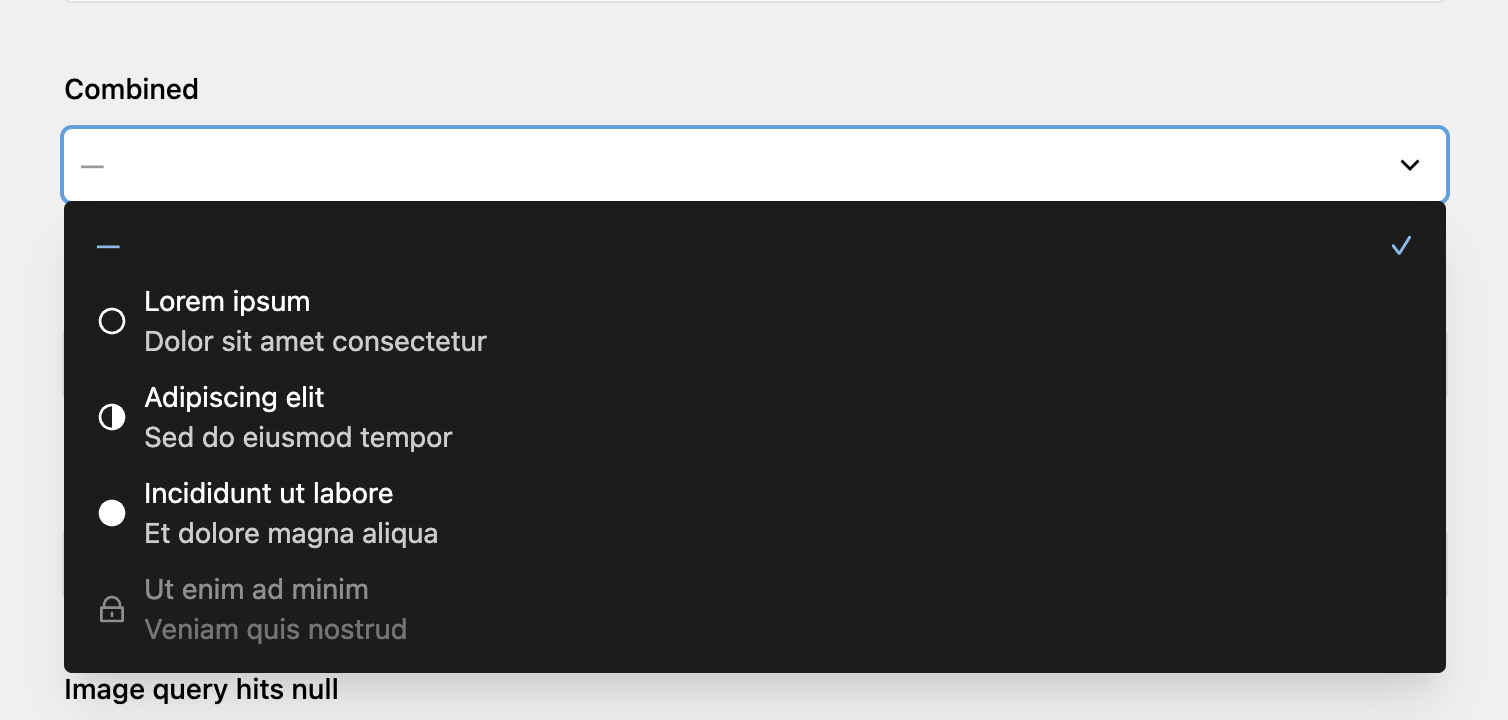 Combined
—
—
Lorem ipsum
Dolor sit amet consectetur
Adipiscing elit
Sed do eiusmod tempor
Incididunt ut labore
Et dolore magna aliqua
Ut enim ad minim
Veniam quis nostrud
Image query hits null